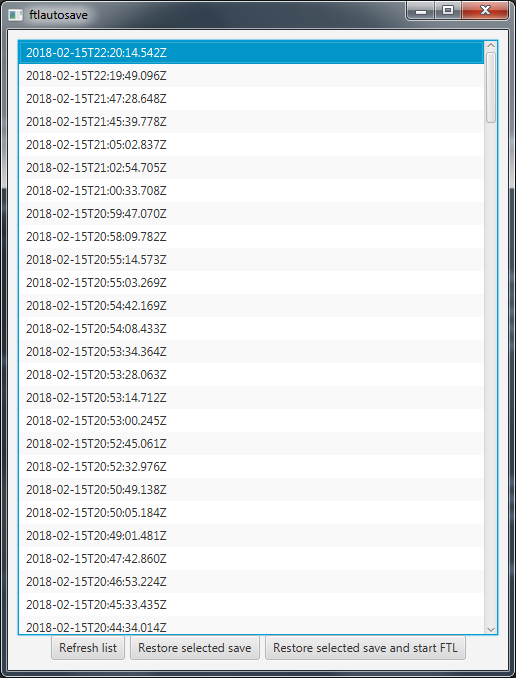 ftlautosave
2018-02-15T22:20:14.542Z
2018-02-15T22:19:49.096Z
2018-02-15T21:47:28.648Z
2018-02-15T21:45:39.778Z
2018-02-15T21:05:02.837Z
2018-02-15T21:02:54.705Z
2018-02-15T21:00:33.708Z
2018-02-15T20:59:47.070Z
2018-02-15T20:58:09.782Z
2018-02-15T20:55:14.573Z
2018-02-15T20:55:03.269Z
2018-02-15T20:54:42.169Z
2018-02-15T20:54:08.433Z
2018-02-15T20:53:34.364Z
2018-02-15T20:53:28.063Z
2018-02-15T20:53:14.712Z
2018-02-15T20:53:00.245Z
2018-02-15T20:52:45.061Z
2018-02-15T20:52:32.976Z
2018-02-15T20:50:49.138Z
2018-02-15T20:50:05.184Z
2018-02-15T20:49:01.481Z
2018-02-15T20:47:42.860Z
2018-02-15T20:46:53.224Z
2018-02-15T20:45:33.435Z
2018-02-15T20:44:34.014Z
Refresh list Restore selected save Restore selected save and start FTL